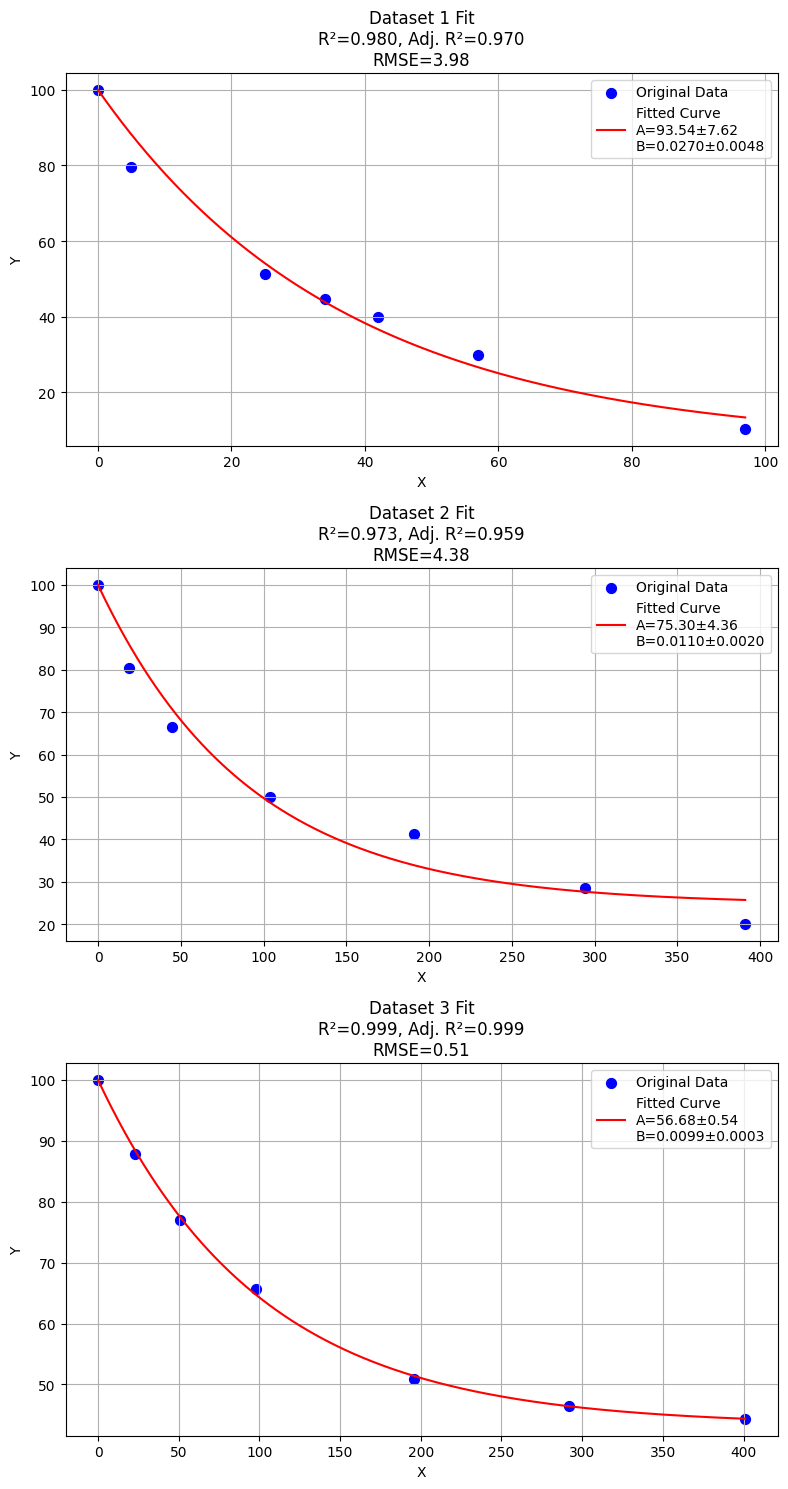 Dataset 1 Fit
R²=0.980, Adj. R²=0.970
RMSE=3.98
Original Data
Fitted Curve
A=93.54±7.62
B=0.0270±0.0048
100
80
60
40
20
Y
0 20 40 60 80 100
X
Dataset 2 Fit
R²=0.973, Adj. R²=0.959
RMSE=4.38
Original Data
Fitted Curve
A=75.30±4.36
B=0.0110±0.0020
100
90
80
70
60
50
40
30
20
Y
0 50 100 150 200 250 300 350 400
X
Dataset 3 Fit
R²=0.999, Adj. R²=0.999
RMSE=0.51
Original Data
Fitted Curve
A=56.68±0.54
B=0.0099±0.0003
100
90
80
70
60
50
Y
0 50 100 150 200 250 300 350 400
X